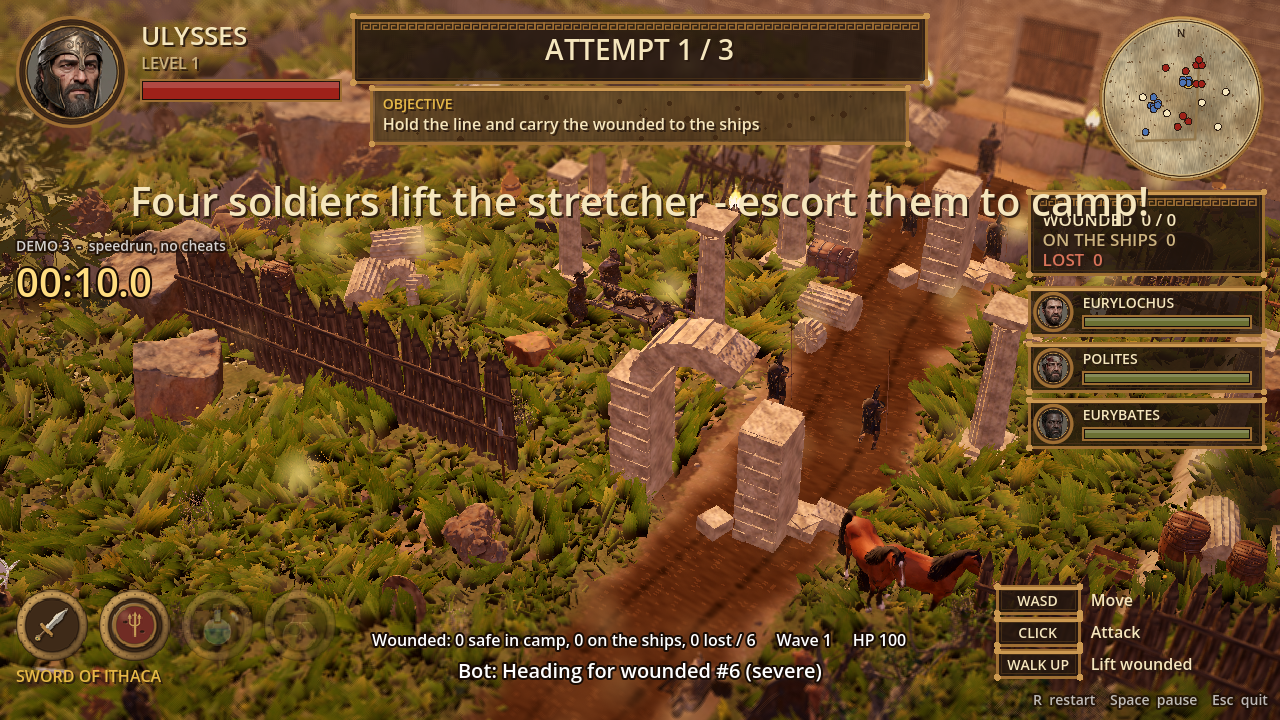 ULYSSES
LEVEL 1
ATTEMPT 1 / 3
OBJECTIVE
Hold the line and carry the wounded to the ships
N
Four soldiers lift the stretcher - escort them to camp!
WOUNDED 0 / 0
ON THE SHIPS 0
LOST 0
DEMO 3 - speedrun, no cheats
00:10.0
EURYLOCHUS
POLITES
EURYBATES
SWORD OF ITHACA
Wounded: 0 safe in camp, 0 on the ships, 0 lost / 6 Wave 1 HP 100
Bot: Heading for wounded #6 (severe)
WASD Move
CLICK Attack
WALK UP Lift wounded
R restart Space pause Esc quit